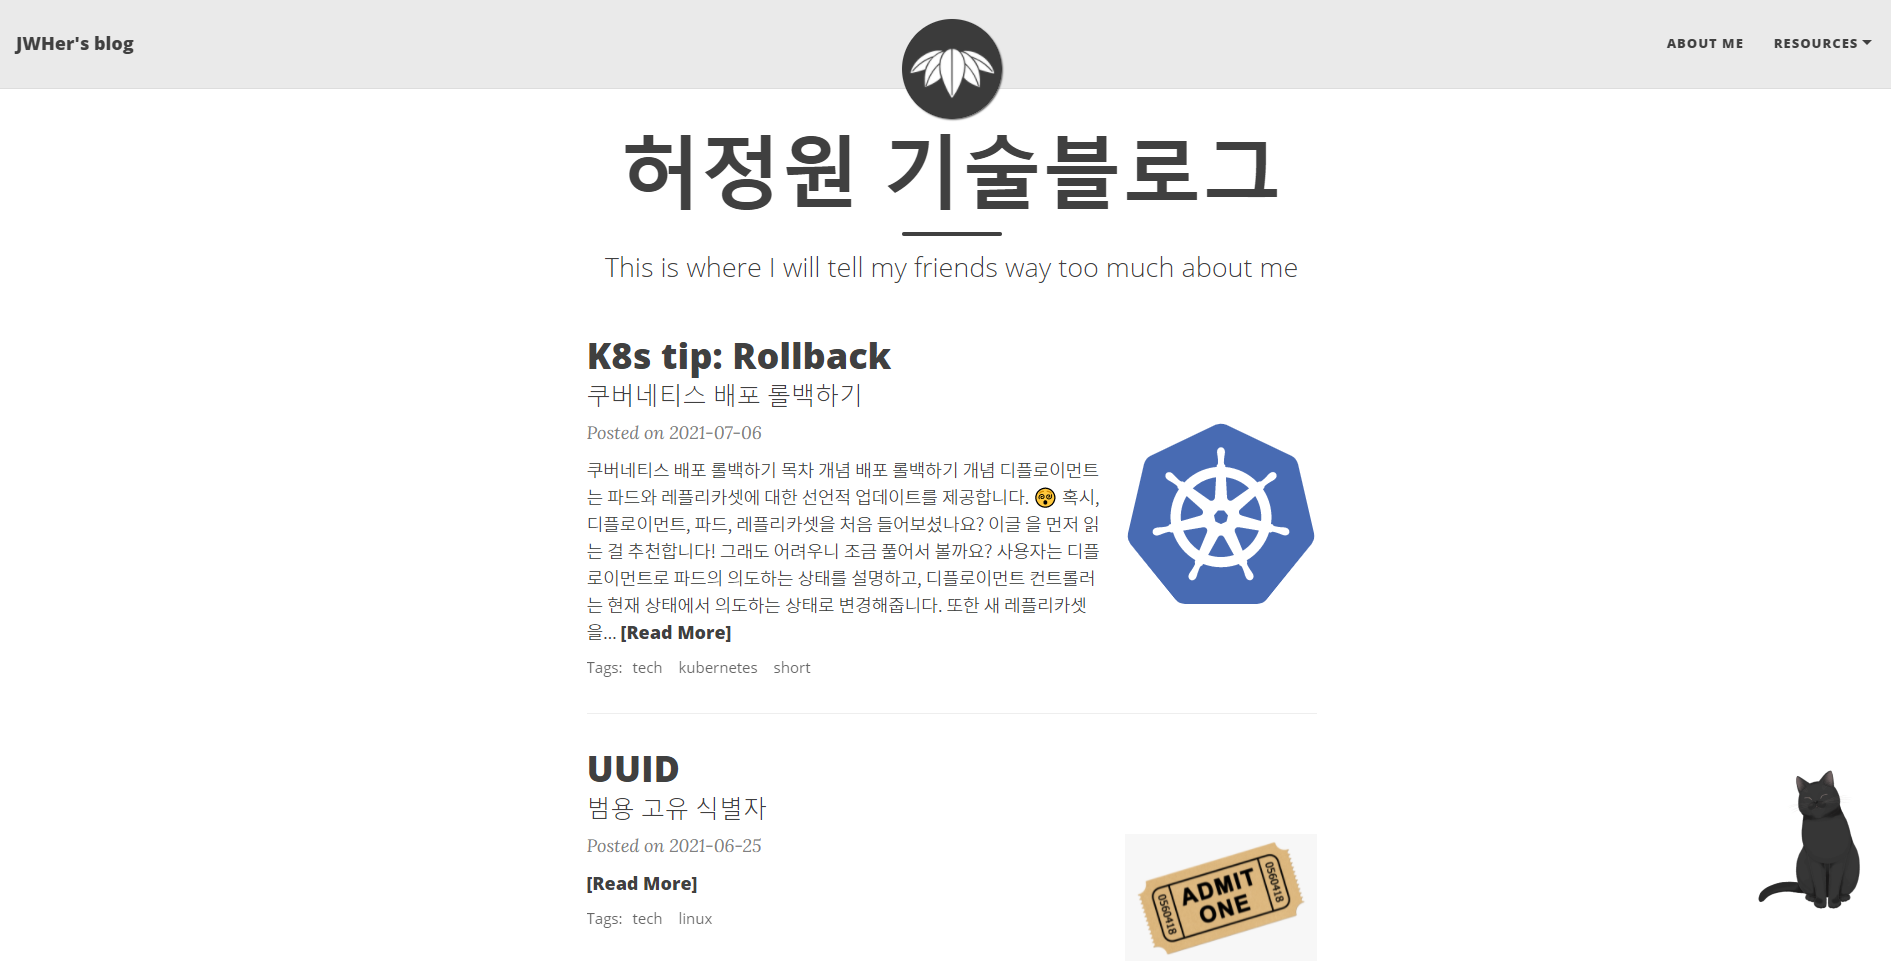 JWHer's blog
ABOUT ME
RESOURCES
허정원 기술블로그
This is where I will tell my friends way too much about me
K8s tip: Rollback
쿠버네티스 배포 롤백하기
Posted on 2021-07-06
쿠버네티스 배포 롤백하기 목차 개념 배포 롤백하기 개념 디플로이먼트
는 파드와 레플리카셋에 대한 선언적 업데이트를 제공합니다. 😵 혹시,
디플로이먼트, 파드, 레플리카셋을 처음 들어보셨나요? 이글 을 먼저 읽
는 걸 추천합니다! 그래도 어려우니 조금 풀어서 볼까요? 사용자는 디플
로이먼트로 파드의 의도하는 상태를 설명하고, 디플로이먼트 컨트롤러
는 현재 상태에서 의도하는 상태로 변경해줍니다. 또한 새 레플리카셋
을... [Read More]
Tags: tech kubernetes short
UUID
범용 고유 식별자
Posted on 2021-06-25
[Read More]
Tags: tech linux
0560418
ADMIT
ONE
0560418